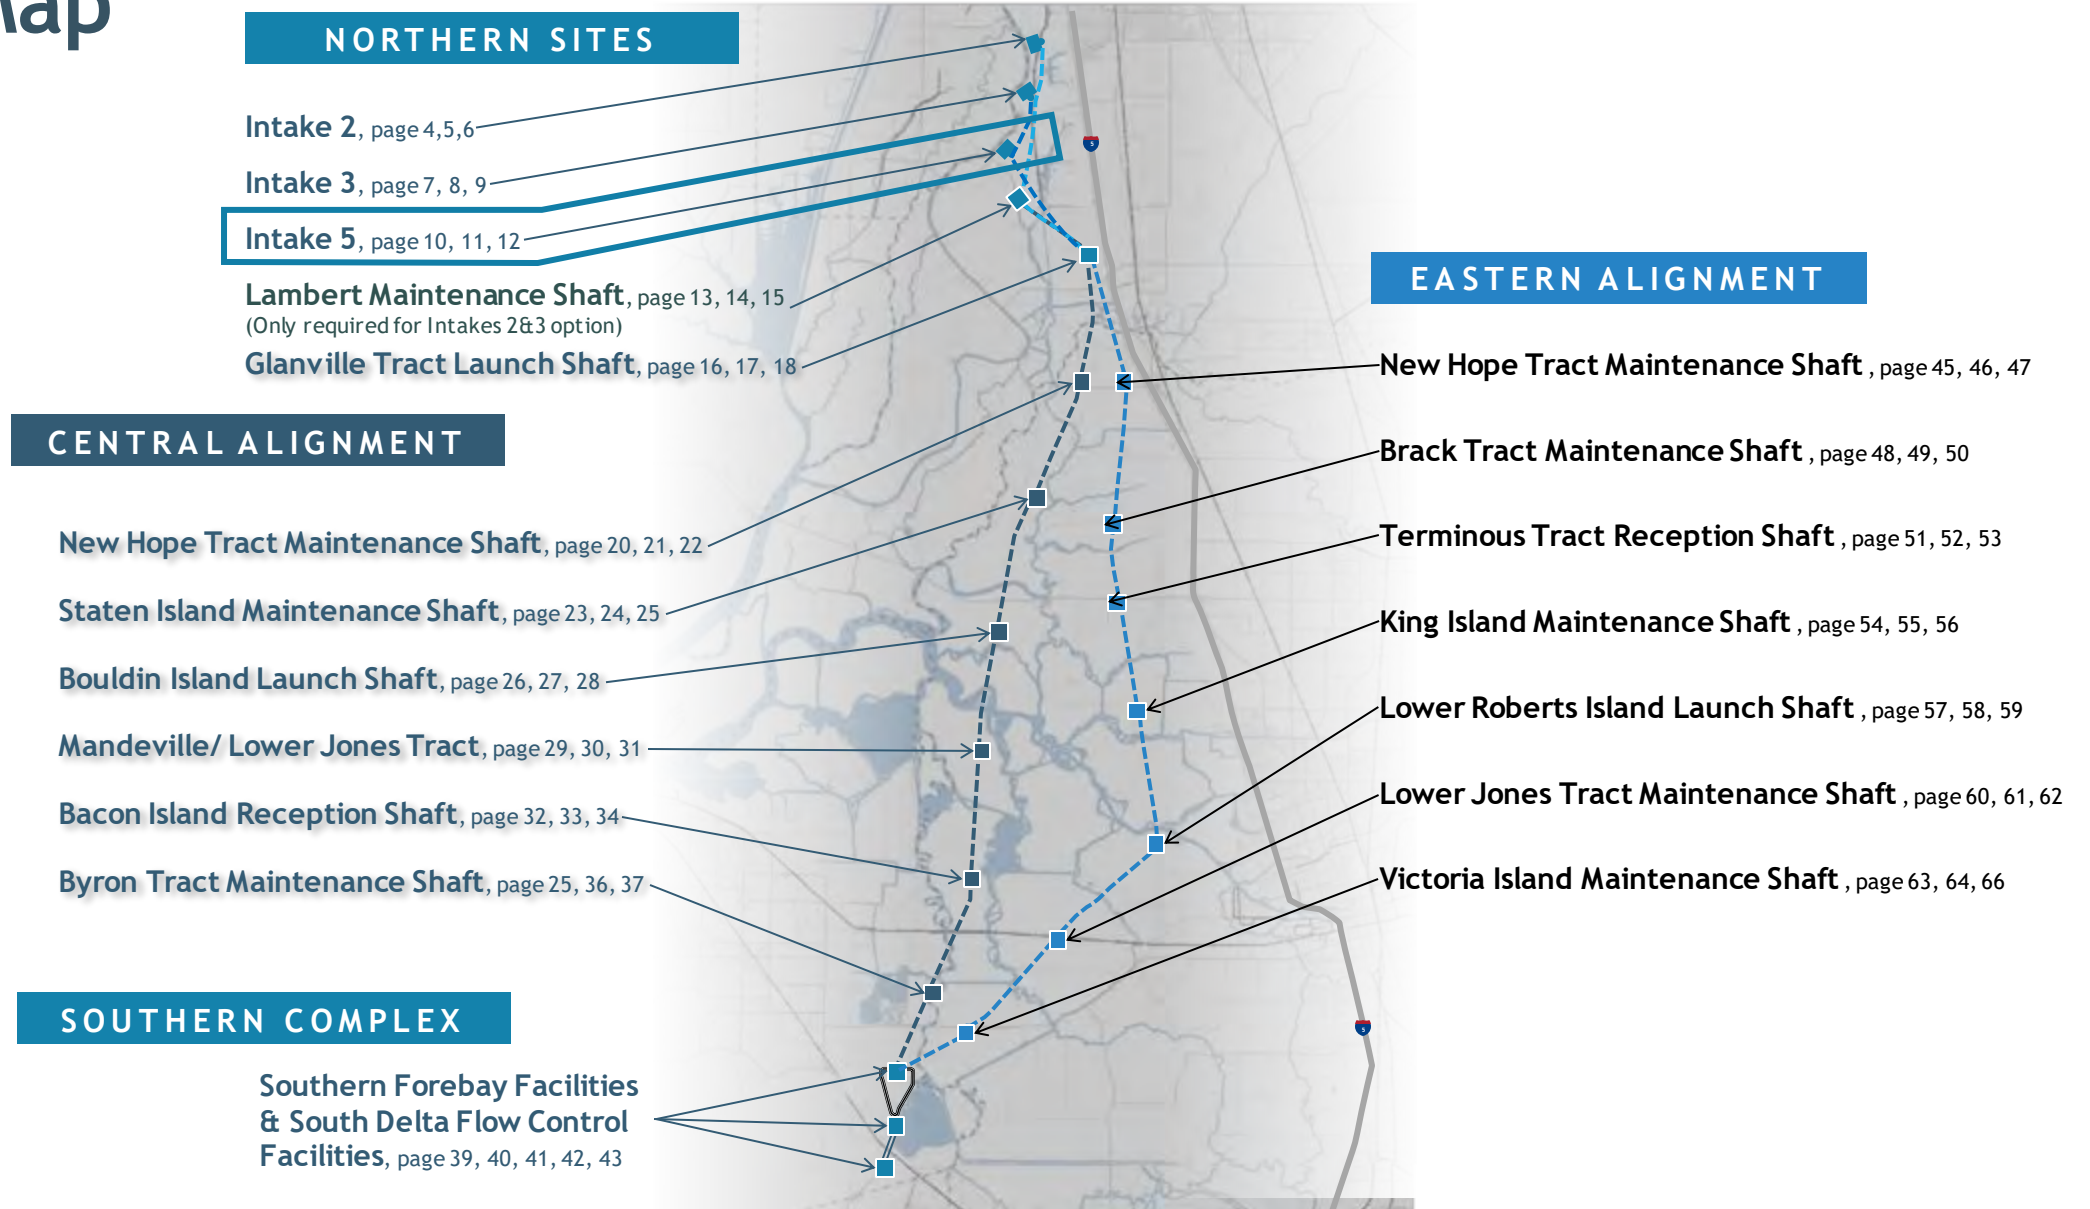 Map
NORTHERN SITES
Intake 2, page 4,5,6
Intake 3, page 7, 8, 9
Intake 5, page 10, 11, 12
Lambert Maintenance Shaft, page 13, 14, 15
(Only required for Intakes 2&3 option)
Glanville Tract Launch Shaft, page 16, 17, 18
CENTRAL ALIGNMENT
New Hope Tract Maintenance Shaft, page 20, 21, 22
Staten Island Maintenance Shaft, page 23, 24, 25
Bouldin Island Launch Shaft, page 26, 27, 28
Mandeville/ Lower Jones Tract, page 29, 30, 31
Bacon Island Reception Shaft, page 32, 33, 34
Byron Tract Maintenance Shaft, page 25, 36, 37
SOUTHERN COMPLEX
Southern Forebay Facilities
& South Delta Flow Control
Facilities, page 39, 40, 41, 42, 43
5
5
EASTERN ALIGNMENT
New Hope Tract Maintenance Shaft , page 45, 46, 47
Brack Tract Maintenance Shaft , page 48, 49, 50
Terminous Tract Reception Shaft , page 51, 52, 53
King Island Maintenance Shaft , page 54, 55, 56
Lower Roberts Island Launch Shaft , page 57, 58, 59
Lower Jones Tract Maintenance Shaft , page 60, 61, 62
Victoria Island Maintenance Shaft , page 63, 64, 66